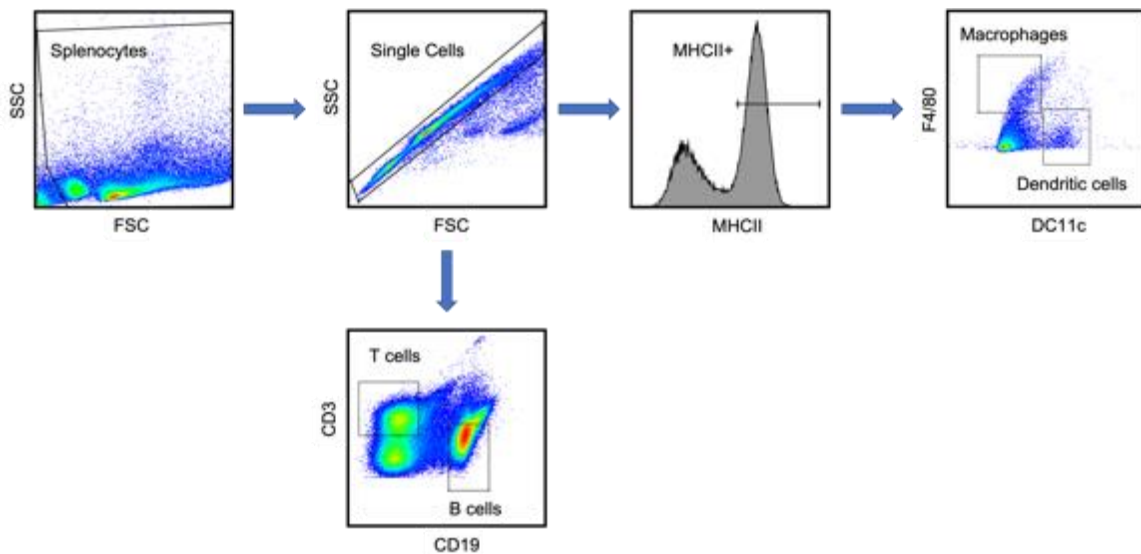 Splenocytes
SSC
FSC
Single Cells
SSC
FSC
MHCII+
MHCII
Macrophages
F4/80
Dendritic cells
DC11c
T cells
CD3
B cells
CD19